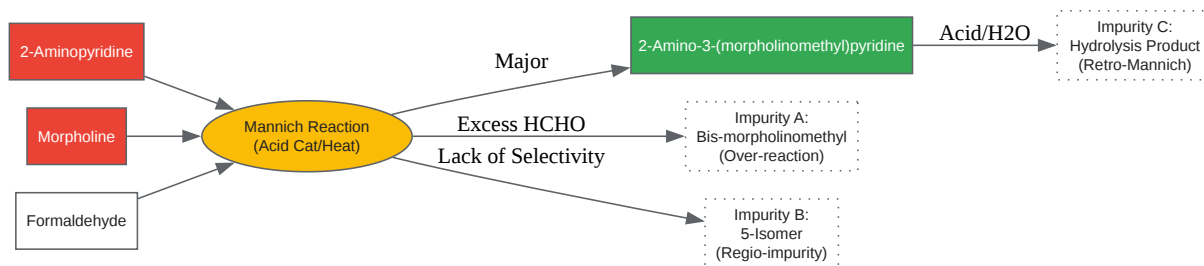 2-Aminopyridine
Morpholine
Formaldehyde
Mannich Reaction
(Acid Cat/Heat)
Major
Excess HCHO
Lack of Selectivity
2-Amino-3-(morpholinomethyl)pyridine
Acid/H2O
Impurity C:
Hydrolysis Product
(Retro-Mannich)
Impurity A:
Bis-morpholinomethyl
(Over-reaction)
Impurity B:
5-Isomer
(Regio-impurity)